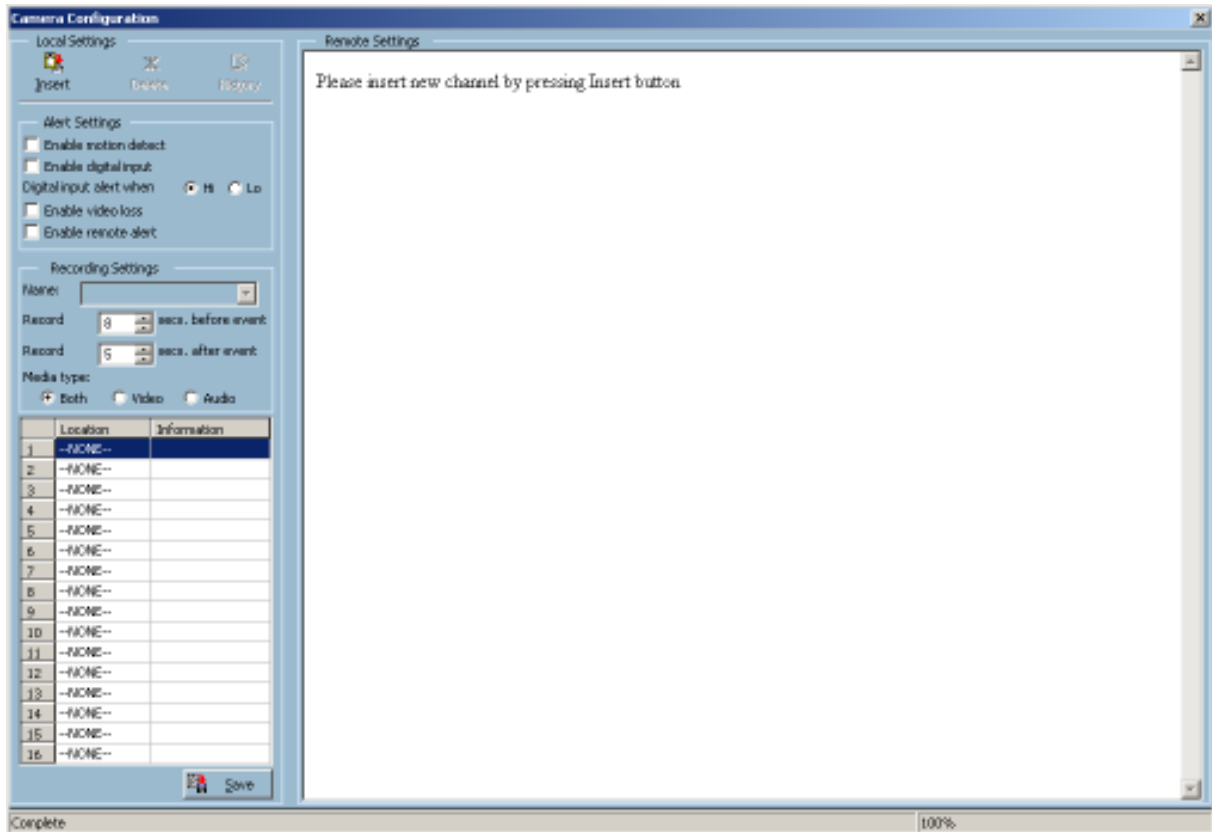 Camera Configuration
Local Settings
Insert Delete History
Alert Settings
Enable motion detect
Enable digital input
Digital input alert when Hi Lo
Enable video loss
Enable remote alert
Recording Settings
Name:
Record 8 secs. before event
Record 5 secs. after event
Media type:
Both Video Audio
Location Information
1 --NONE--
2 --NONE--
3 --NONE--
4 --NONE--
5 --NONE--
6 --NONE--
7 --NONE--
8 --NONE--
9 --NONE--
10 --NONE--
11 --NONE--
12 --NONE--
13 --NONE--
14 --NONE--
15 --NONE--
16 --NONE--
Save
Remote Settings
Please insert new channel by pressing Insert button
Complete 100%